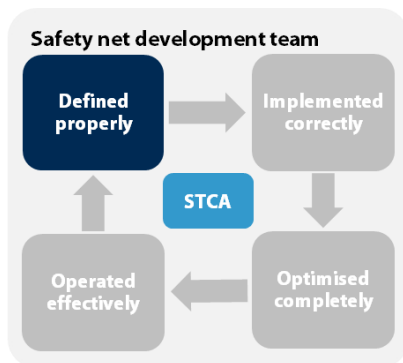 Safety net development team
Defined
properly
Implemented
correctly
STCA
Operated
effectively
Optimised
completely